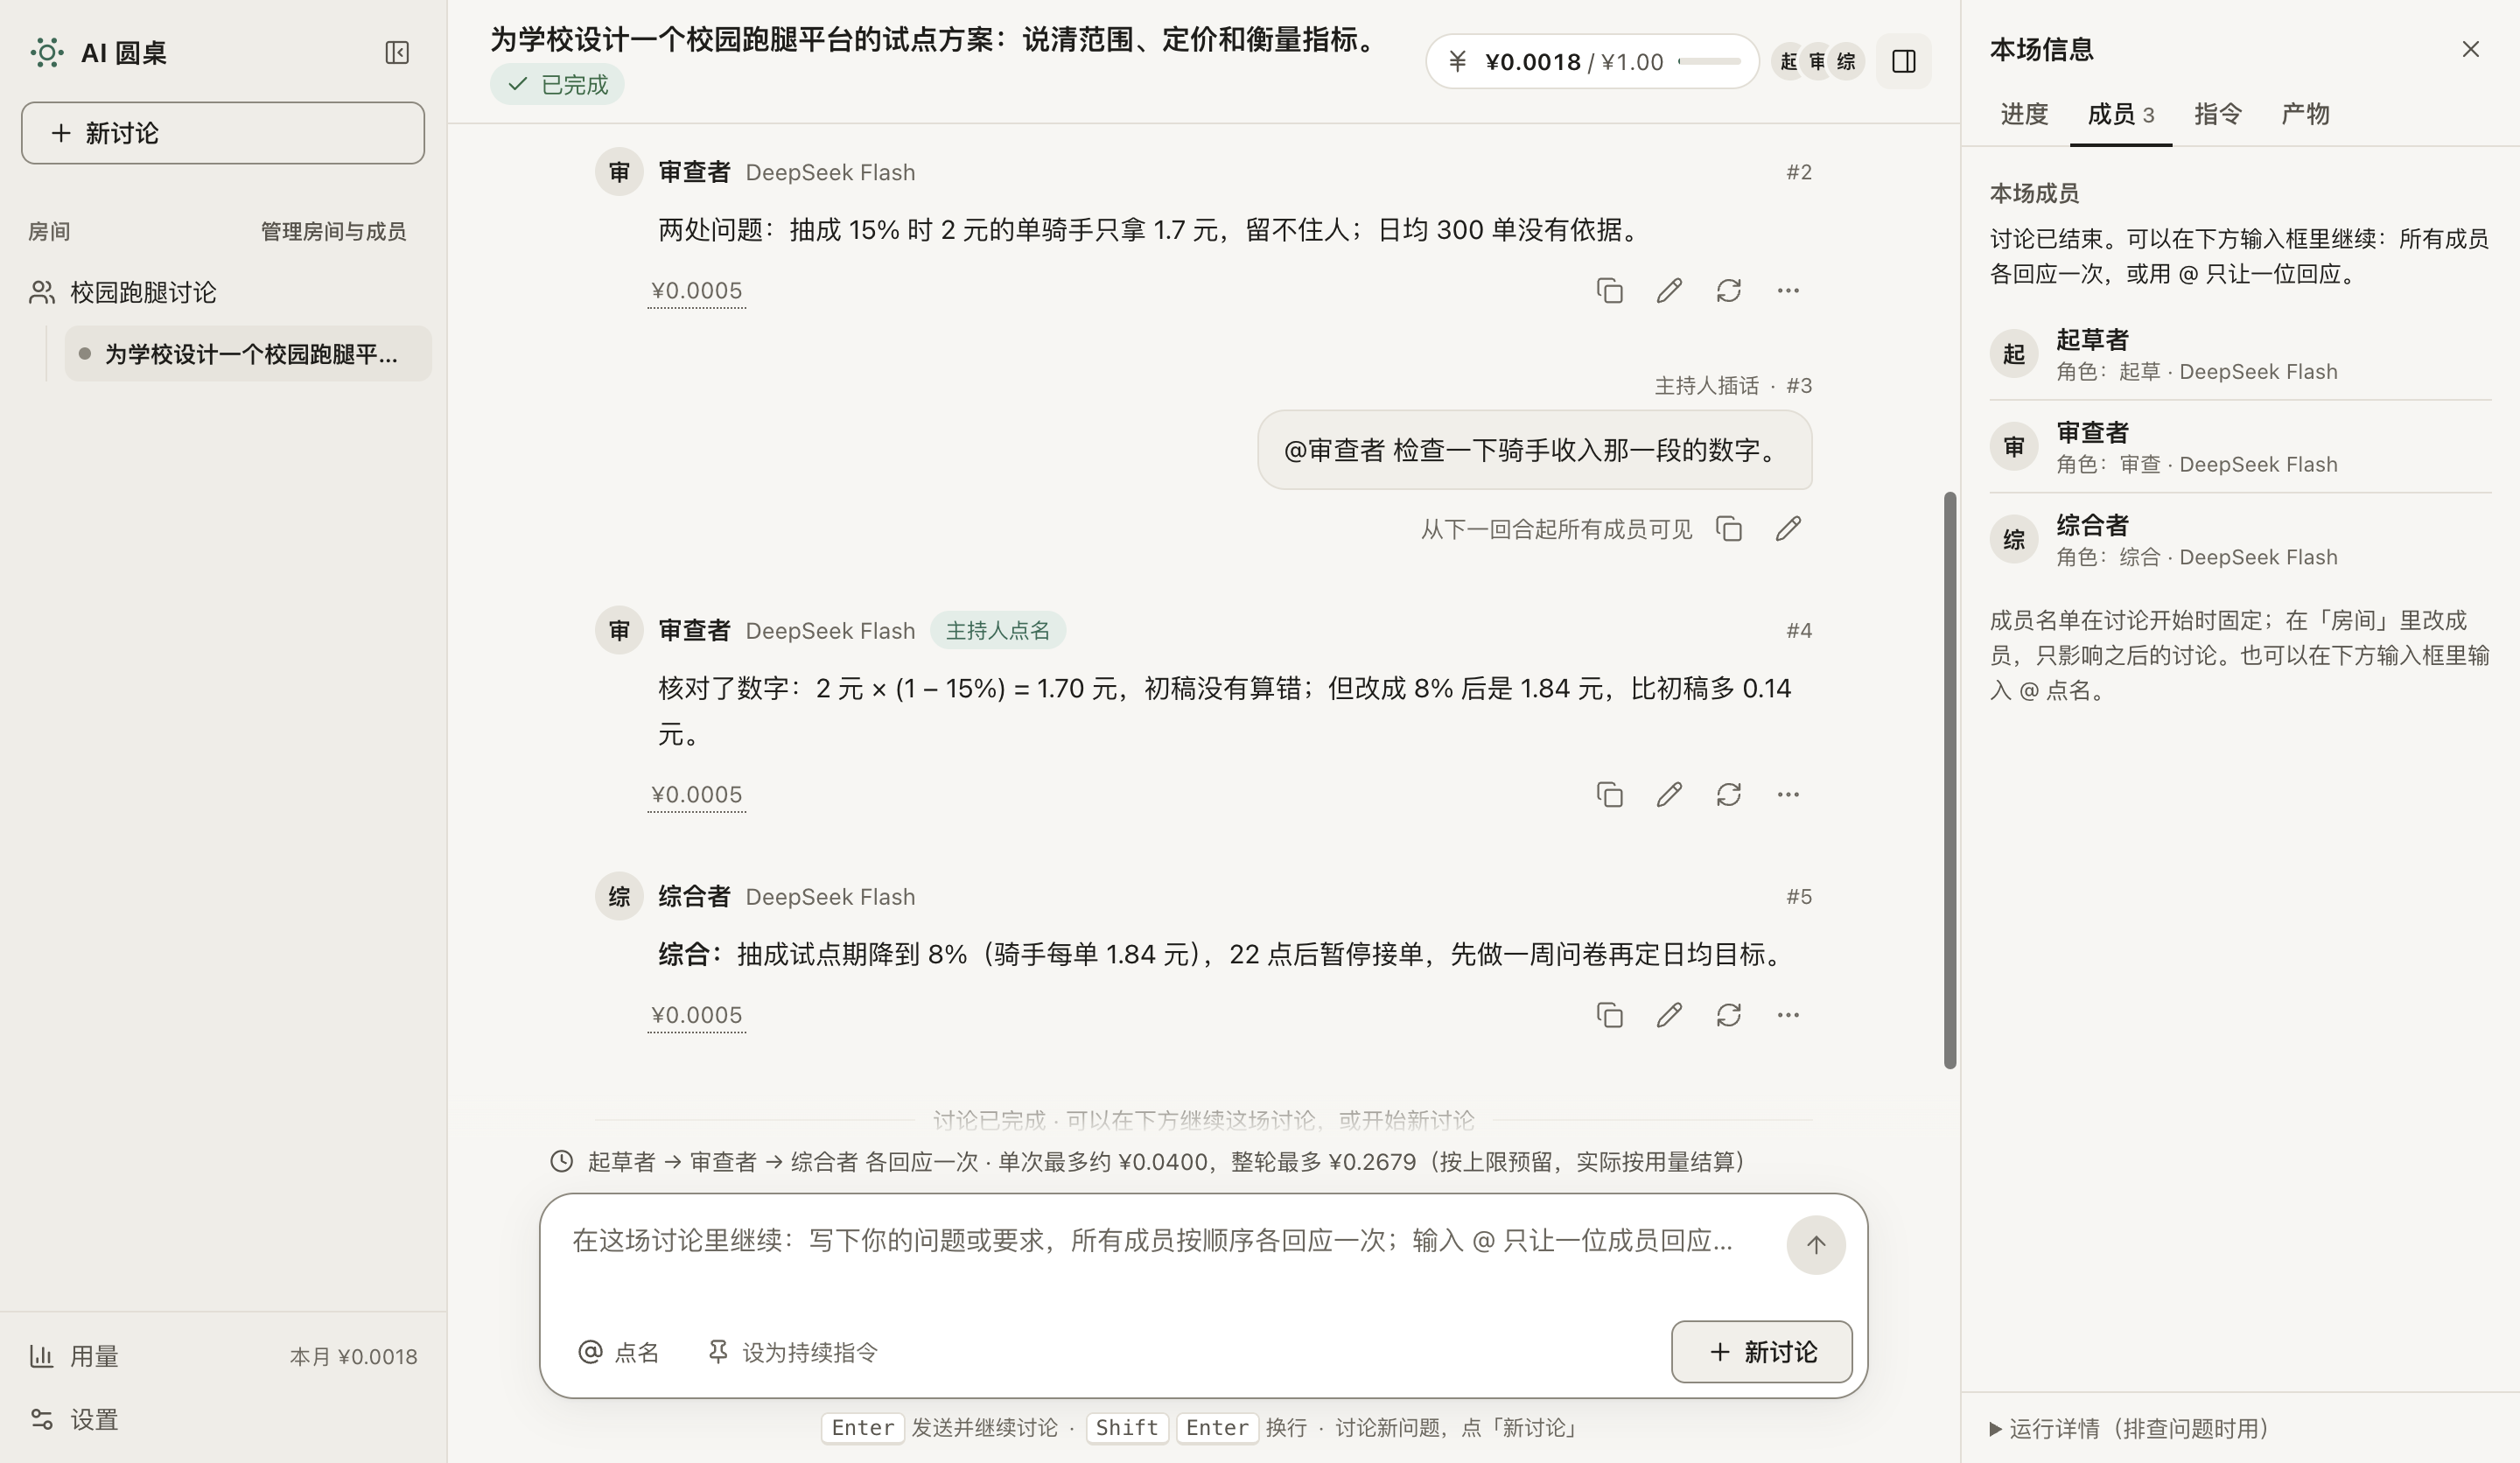 AI 圆桌
新讨论
房间
管理房间与成员
校园跑腿讨论
为学校设计一个校园跑腿平...
用量
本月 ¥0.0018
设置
为学校设计一个校园跑腿平台的试点方案：说清范围、定价和衡量指标。
已完成
¥0.0018 / ¥1.00
起 审 综
审 审查者 DeepSeek Flash #2
两处问题：抽成 15% 时 2 元的单骑手只拿 1.7 元，留不住人；日均 300 单没有依据。
¥0.0005
主持人插话 · #3
@审查者 检查一下骑手收入那一段的数字。
从下一回合起所有成员可见
审 审查者 DeepSeek Flash 主持人点名 #4
核对了数字：2 元 × (1 − 15%) = 1.70 元，初稿没有算错；但改成 8% 后是 1.84 元，比初稿多 0.14
元。
¥0.0005
综 综合者 DeepSeek Flash #5
综合：抽成试点期降到 8%（骑手每单 1.84 元），22 点后暂停接单，先做一周问卷再定日均目标。
¥0.0005
讨论已完成 · 可以在下方继续这场讨论，或开始新讨论
起草者 → 审查者 → 综合者 各回应一次 · 单次最多约 ¥0.0400，整轮最多 ¥0.2679（按上限预留，实际按用量结算）
在这场讨论里继续：写下你的问题或要求，所有成员按顺序各回应一次；输入 @ 只让一位成员回应...
点名
设为持续指令
新讨论
Enter 发送并继续讨论 · Shift Enter 换行 · 讨论新问题，点「新讨论」
本场信息
进度 成员 3 指令 产物
本场成员
讨论已结束。可以在下方输入框里继续：所有成员
各回应一次，或用 @ 只让一位回应。
起 起草者
角色：起草 · DeepSeek Flash
审 审查者
角色：审查 · DeepSeek Flash
综 综合者
角色：综合 · DeepSeek Flash
成员名单在讨论开始时固定；在「房间」里改成
员，只影响之后的讨论。也可以在下方输入框里输
入 @ 点名。
运行详情（排查问题时用）